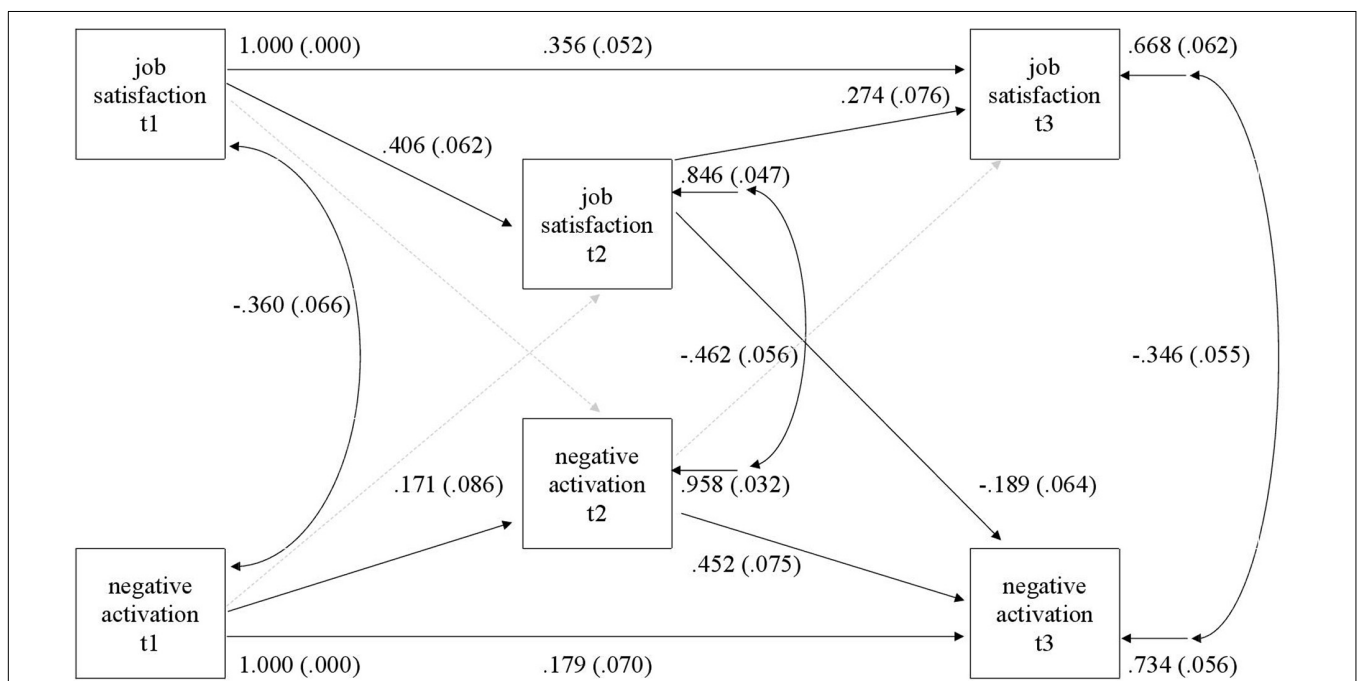 1.000 (.000)
.356 (.052)
.668 (.062)
job
satisfaction
t1
job
satisfaction
t3
.274 (.076)
.406 (.062)
.846 (.047)
job
satisfaction
t2
-.360 (.066)
-.462 (.056)
-.346 (.055)
negative
activation
t2
.171 (.086)
.958 (.032)
-.189 (.064)
.452 (.075)
negative
activation
t1
negative
activation
t3
1.000 (.000)
.179 (.070)
.734 (.056)